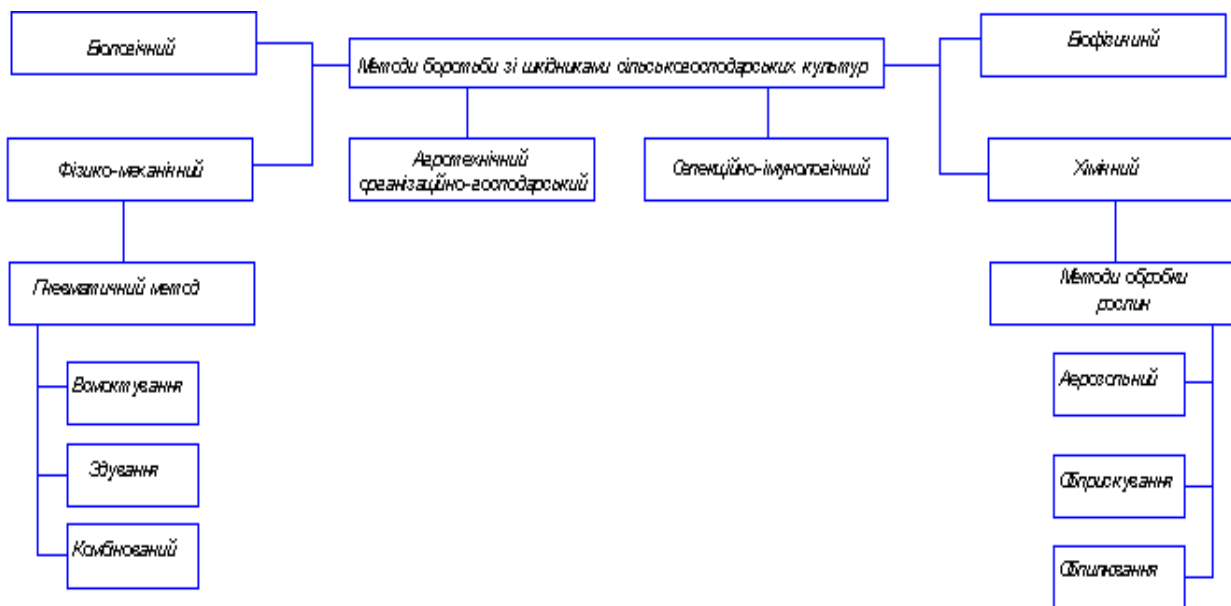 Біологічний
Методи боротьби зі шкідниками сільськогосподарських культур
Біофізичний
Фізико-механічний
Агротехнічний
організаційно-господарський
Селекційно-імунологічний
Хімічний
Пневматичний метод
Методи обробки
рослин
Всмоктування
Здування
Комбінований
Аерозольний
Обприскування
Обпилювання